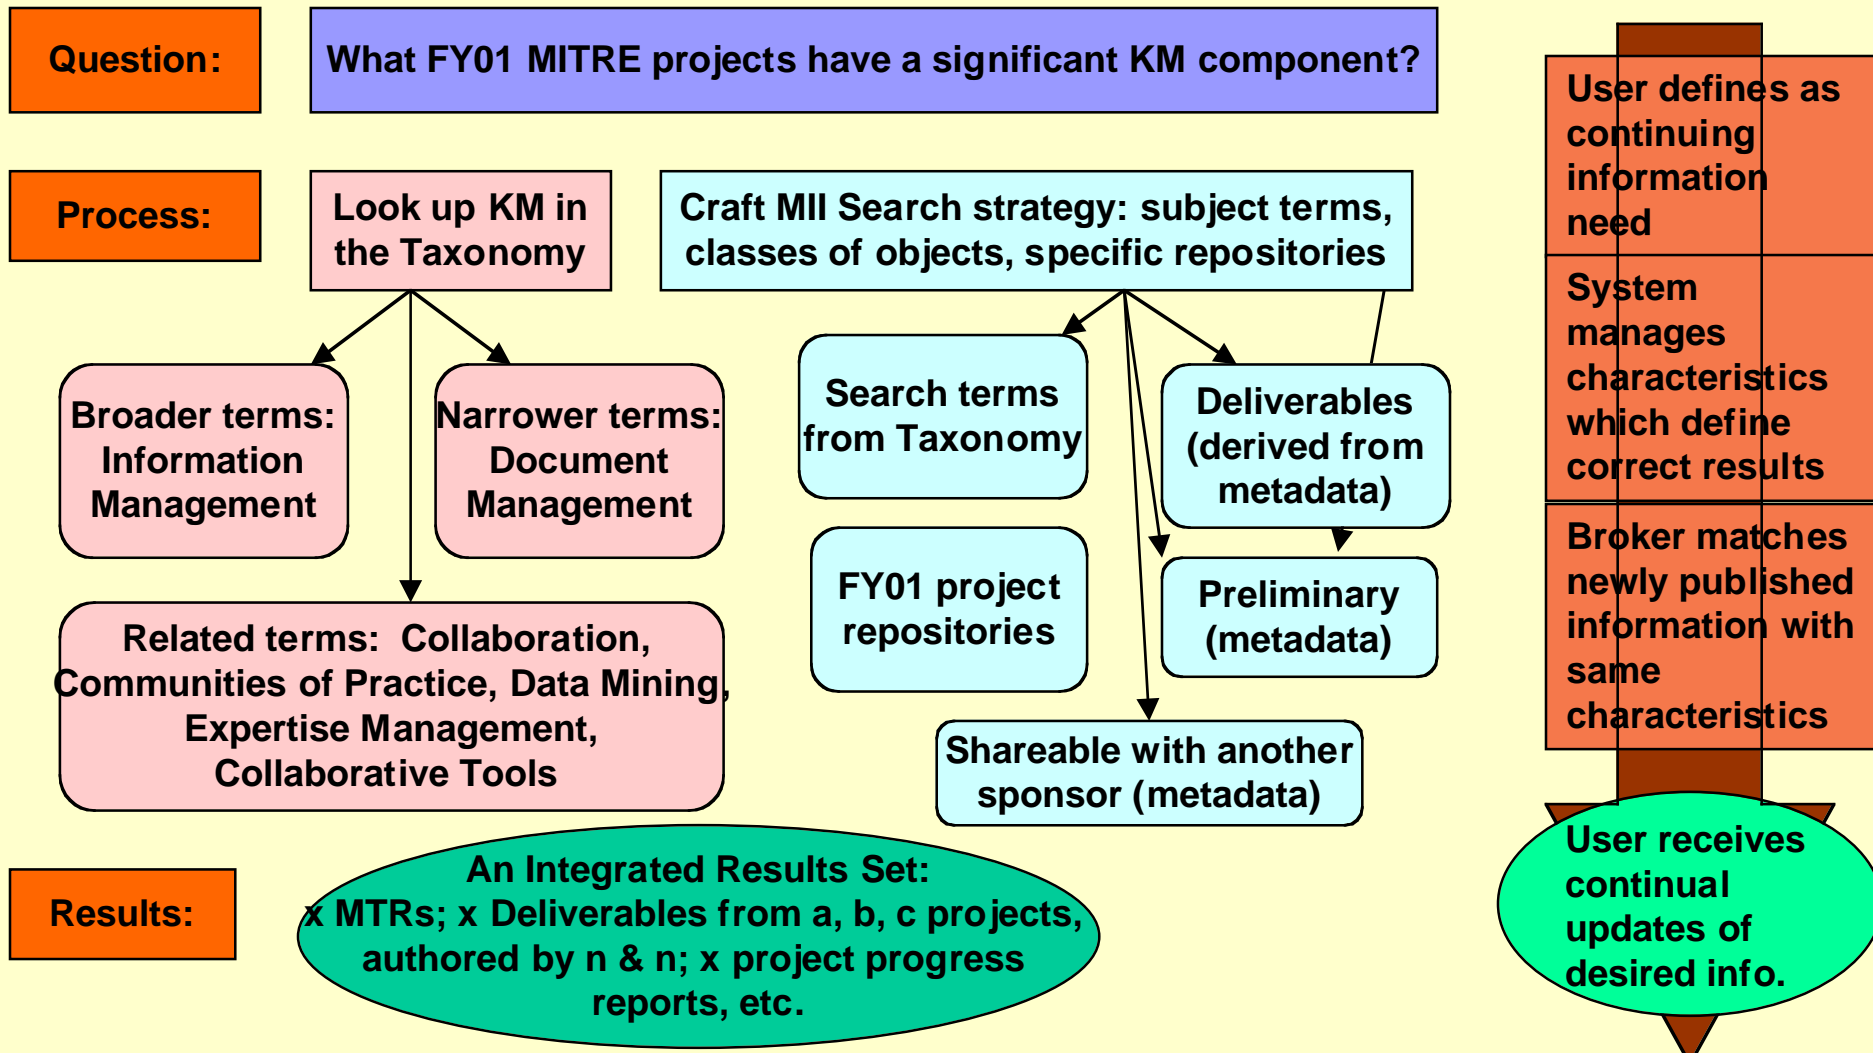 Question:
What FY01 MITRE projects have a significant KM component?
Process:
Look up KM in
the Taxonomy
Craft MII Search strategy: subject terms,
classes of objects, specific repositories
Broader terms:
Information
Management
Narrower terms:
Document
Management
Related terms:  Collaboration,
Communities of Practice, Data Mining,
Expertise Management,
Collaborative Tools
Search terms
from Taxonomy
Deliverables
(derived from
metadata)
FY01 project
repositories
Preliminary
(metadata)
Shareable with another
sponsor (metadata)
Results:
An Integrated Results Set:
x MTRs; x Deliverables from a, b, c projects,
authored by n & n; x project progress
reports, etc.
User defines as
continuing
information
need
System
manages
characteristics
which define
correct results
Broker matches
newly published
information with
same
characteristics
User receives
continual
updates of
desired info.